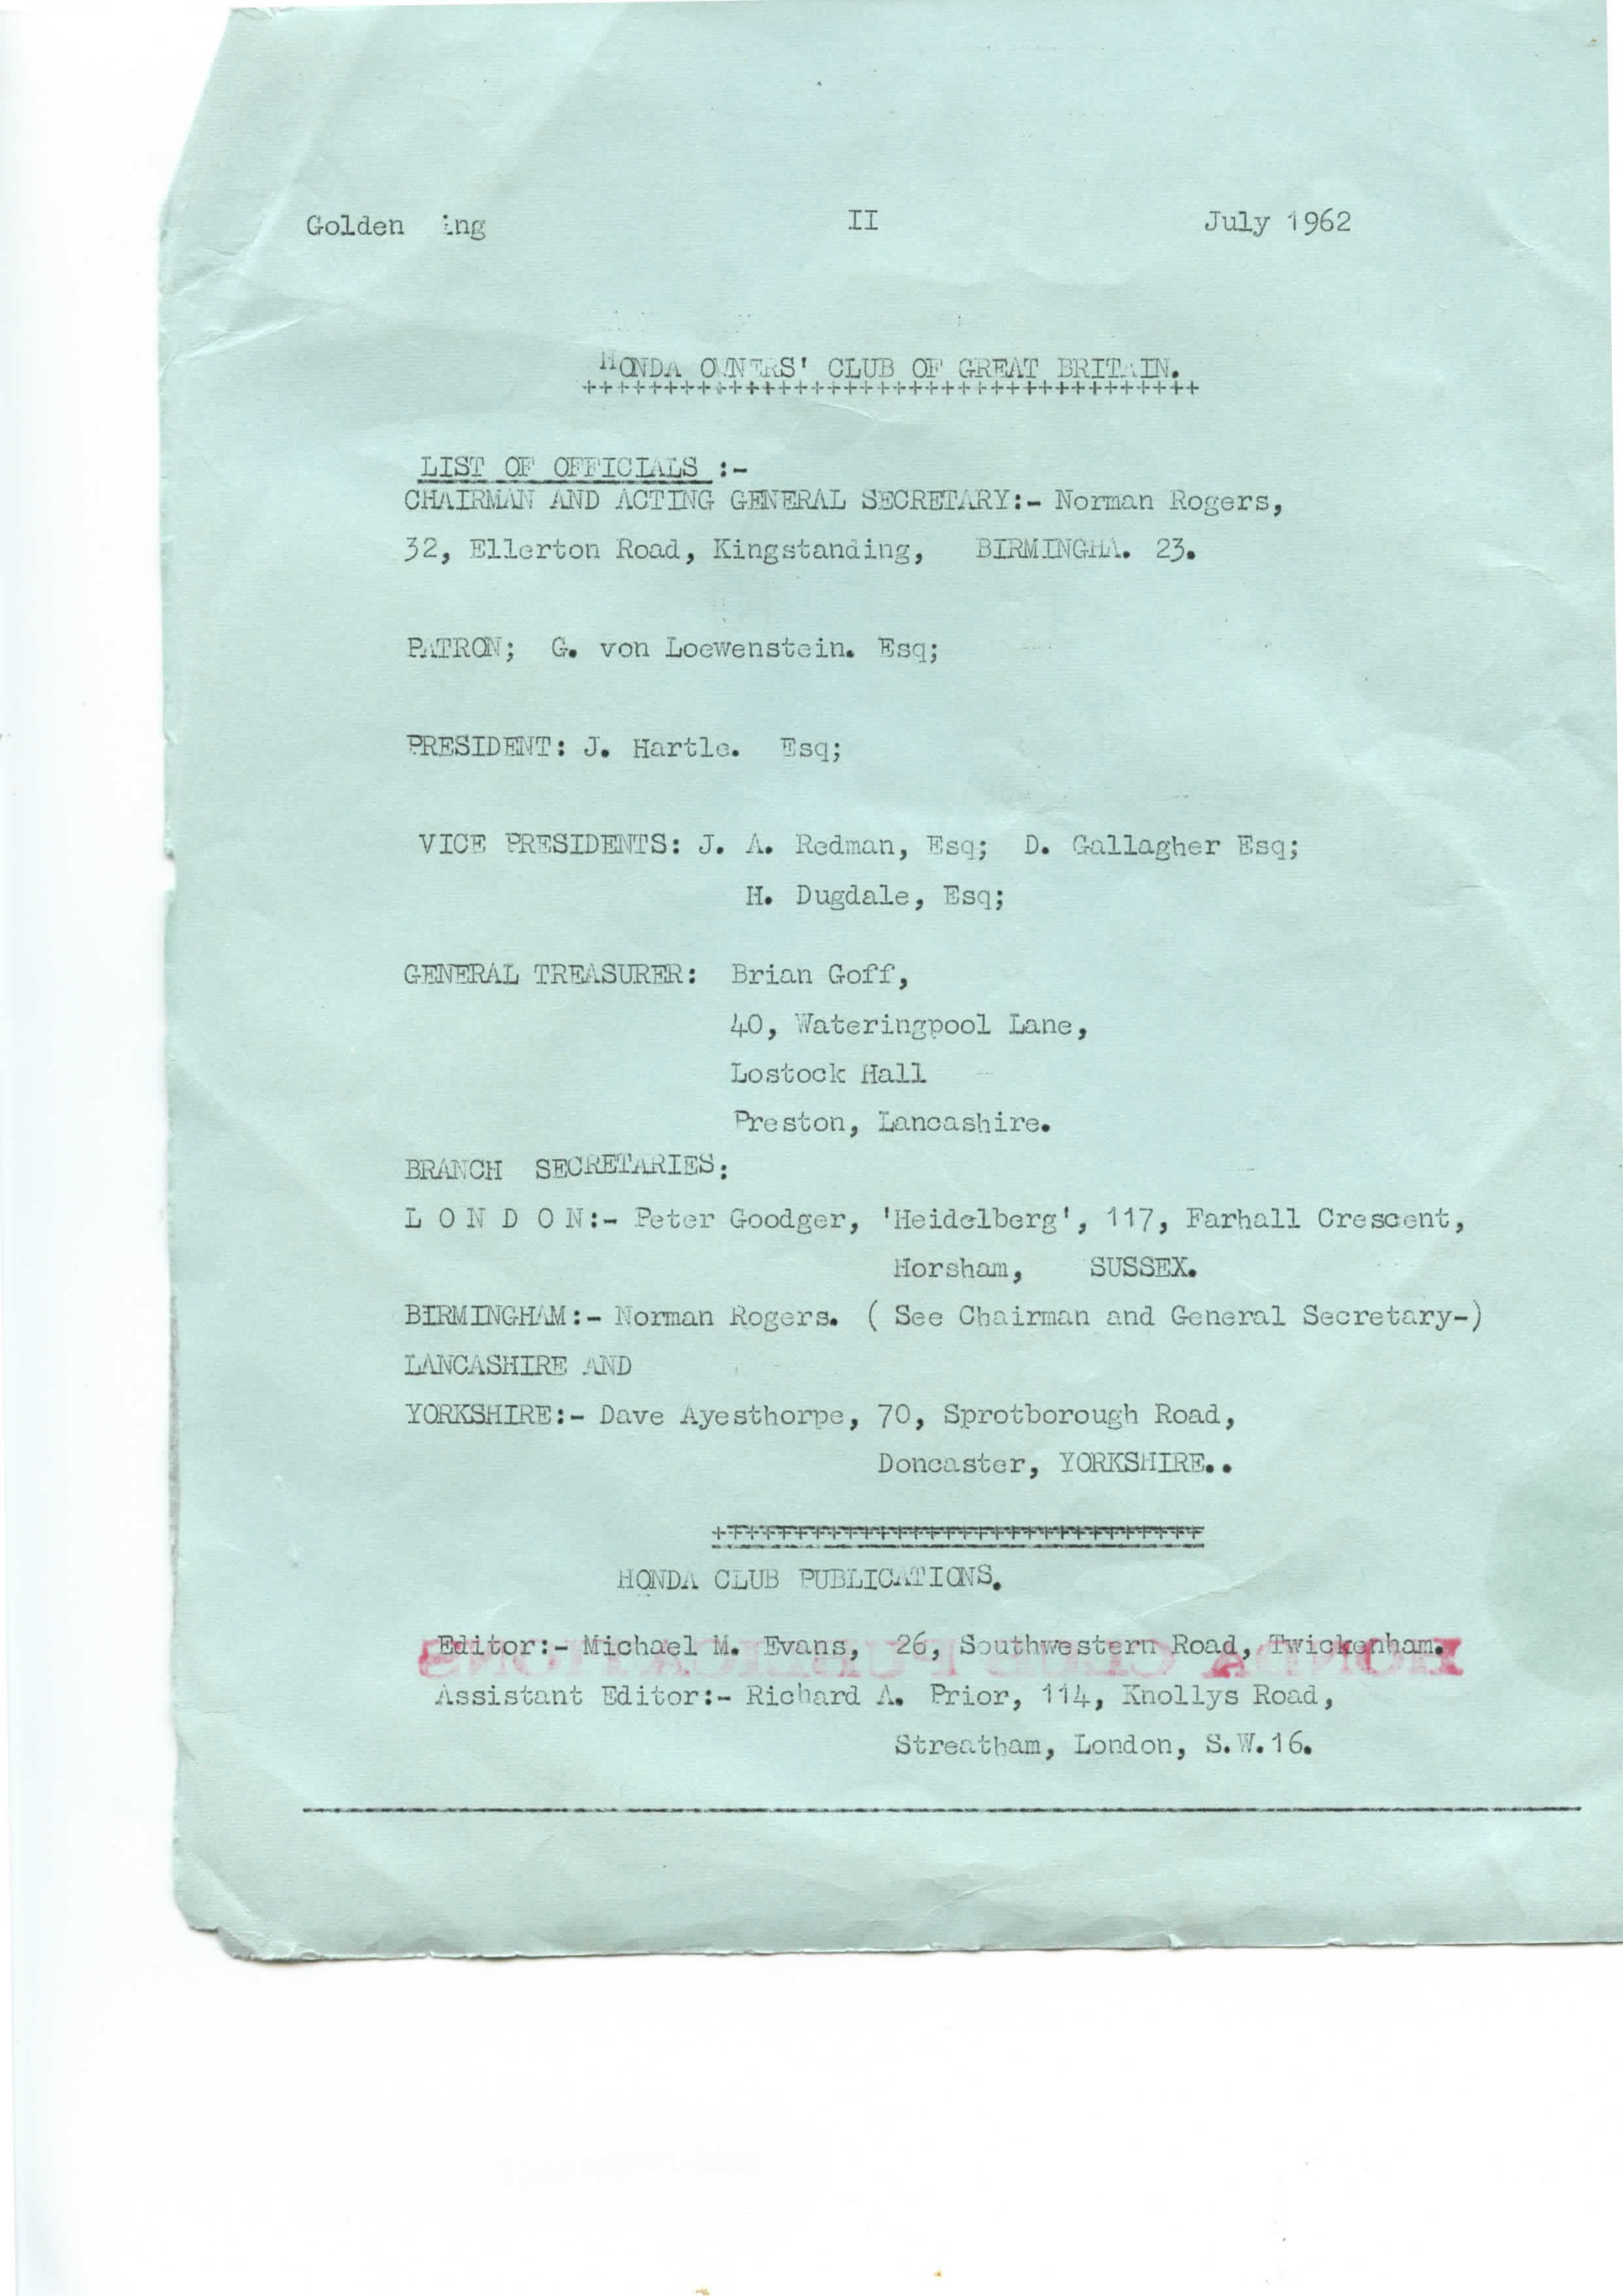 Golden ing II July 1962
HONDA OWNERS' CLUB OF GREAT BRITAIN.
++++++++++++++++++++++++++++++++++++++
LIST OF OFFICIALS :-
CHAIRMAN AND ACTING GENERAL SECRETARY:- Norman Rogers,
32, Ellerton Road, Kingstanding, BIRMINGHA. 23.
PATRON; G. von Loewenstein. Esq;
PRESIDENT: J. Hartle. Esq;
VICE PRESIDENTS: J. A. Redman, Esq; D. Gallagher Esq;
H. Dugdale, Esq;
GENERAL TREASURER: Brian Goff,
40, Wateringpool Lane,
Lostock Hall
Preston, Lancashire.
BRANCH SECRETARIES:
L O N D O N:- Peter Goodger, 'Heidelberg', 117, Farhall Crescent,
Horsham, SUSSEX.
BIRMINGHAM:- Norman Rogers. ( See Chairman and General Secretary-)
LANCASHIRE AND
YORKSHIRE:- Dave Ayesthorpe, 70, Sprotborough Road,
Doncaster, YORKSHIRE..
++++++++++++++++++++++++++++++
HONDA CLUB PUBLICATIONS.
Editor:- Michael M. Evans, 26, Southwestern Road, Twickenham.
HONDA CLUB PUBLICATIONS
Assistant Editor:- Richard A. Prior, 114, Knollys Road,
Streatham, London, S.W.16.